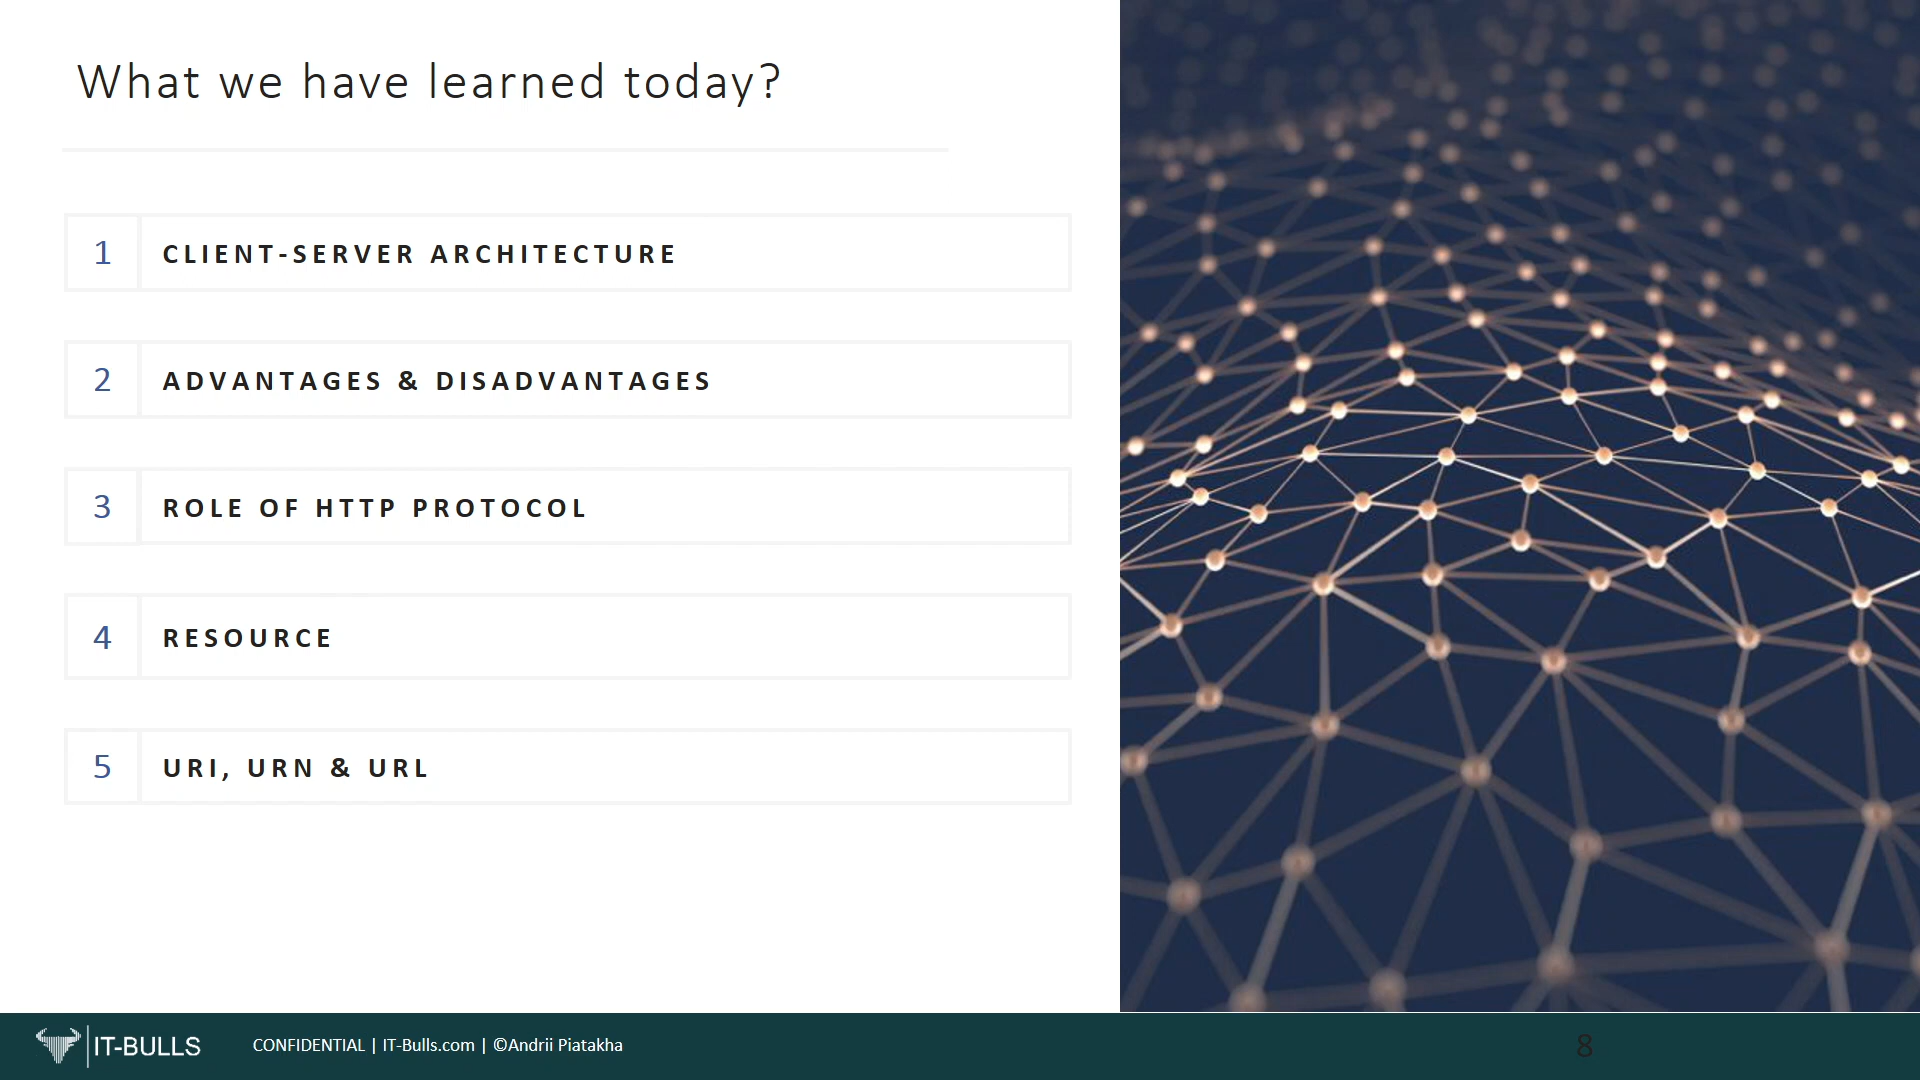 What we have learned today?
1 CLIENT-SERVER ARCHITECTURE
2 ADVANTAGES & DISADVANTAGES
3 ROLE OF HTTP PROTOCOL
4 RESOURCE
5 URI, URN & URL
IT-BULLS CONFIDENTIAL | IT-Bulls.com | ©Andrii Piatakha 8